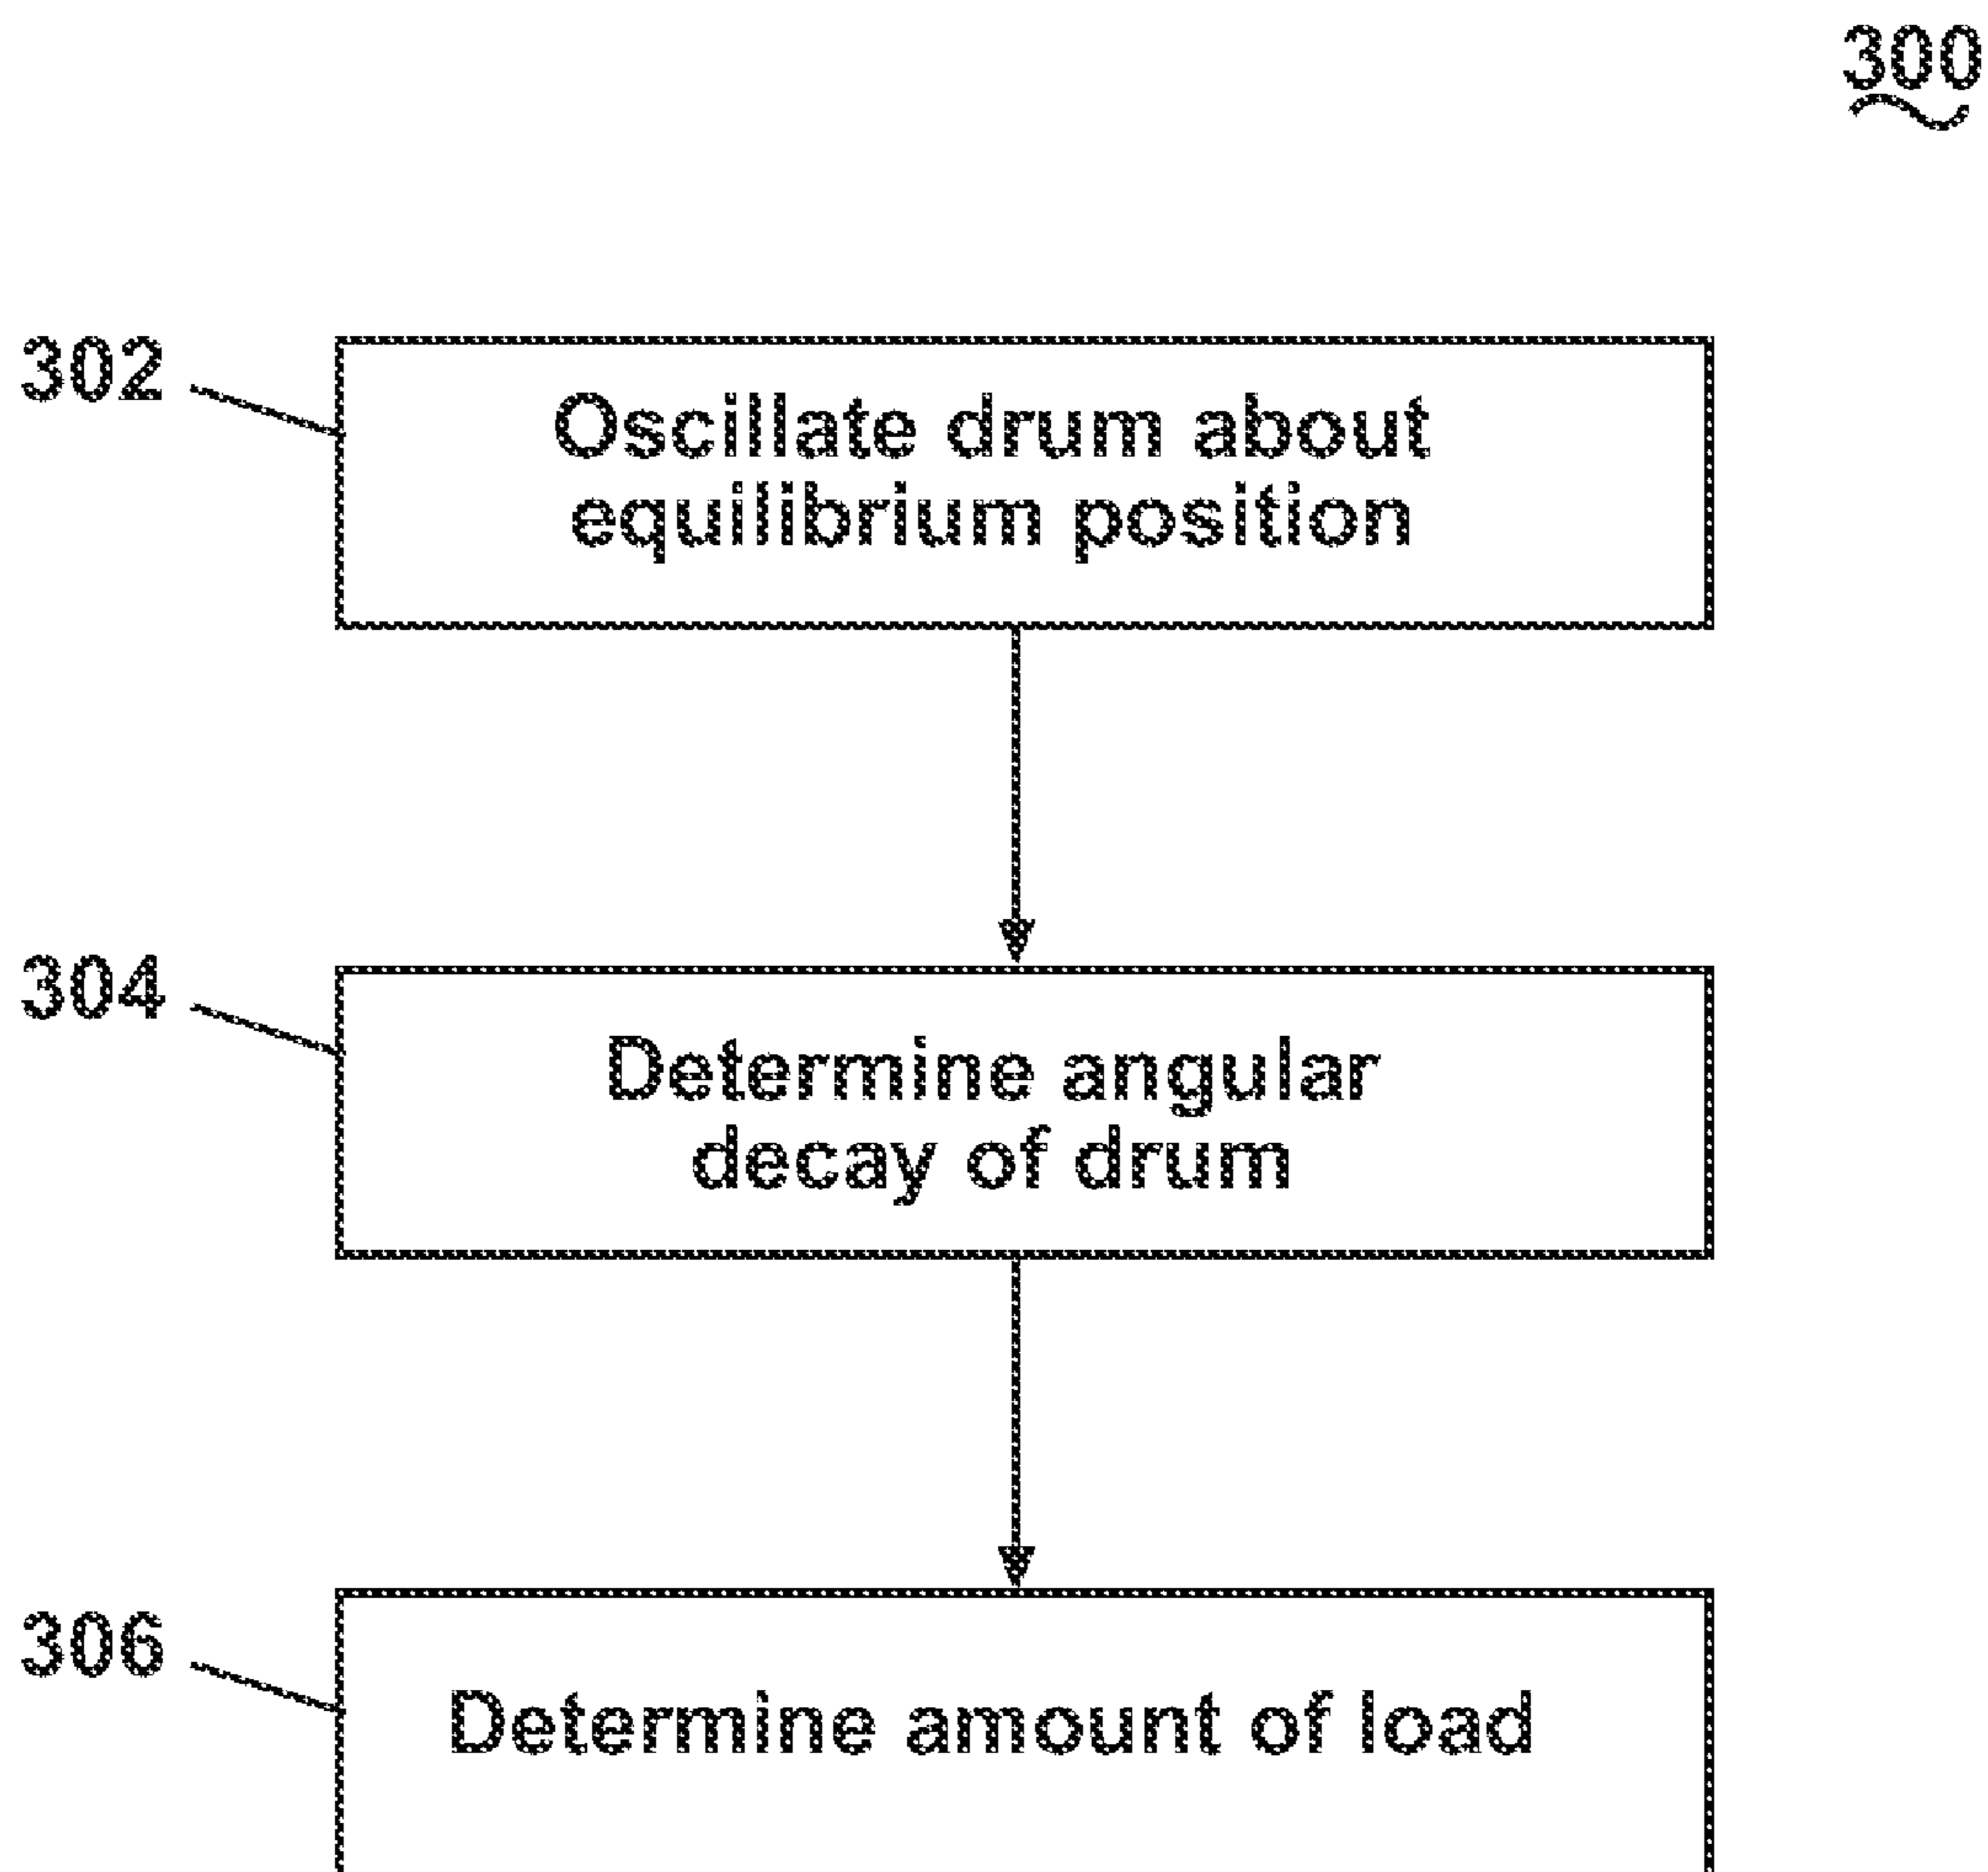 300
302
Oscillate drum about
equilibrium position
304
Determine angular
decay of drum
306
Determine amount of load